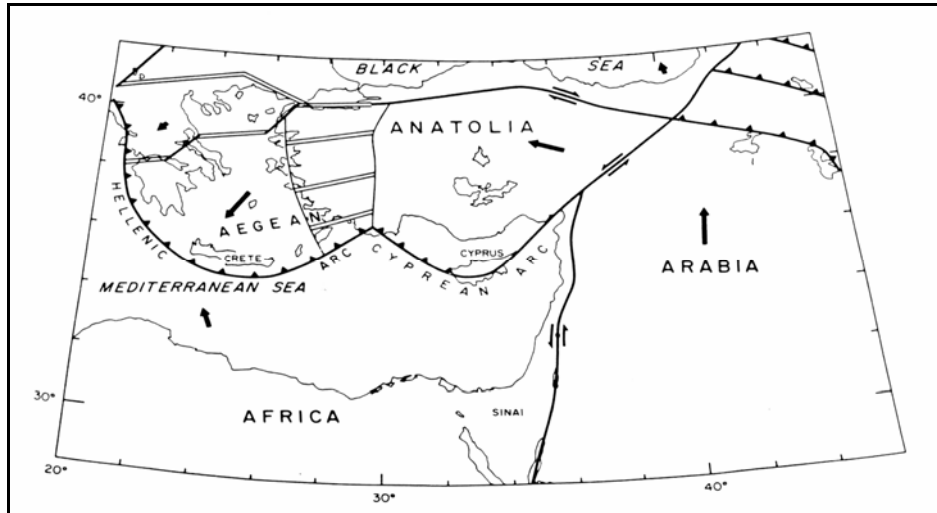 BLACK SEA
40°
ANATOLIA
HELLENIC ARC
AEGEAN
CRETE
CYPRUS
CYPREAN ARC
MEDITERRANEAN SEA
ARABIA
30°
AFRICA
SINAI
20°
30°
40°